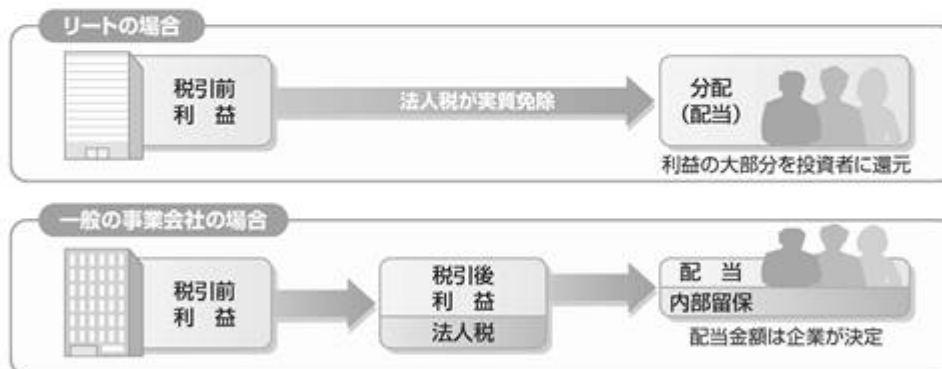 リートの場合
税引前
利　益
法人税が実質免除
分配
(配当)
利益の大部分を投資者に還元
一般の事業会社の場合
税引前
利　益
税引後
利　益
法人税
配　当
内部留保
配当金額は企業が決定